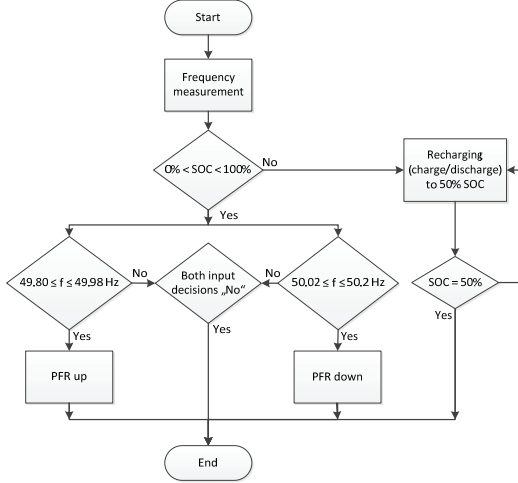 Start
Frequency
measurement
0% < SOC < 100%
No
Recharging
(charge/discharge)
to 50% SOC
Yes
49,80 ≤ f ≤ 49,98 Hz
No
Both input
decisions „No“
No
50,02 ≤ f ≤ 50,2 Hz
SOC = 50%
Yes
Yes
Yes
Yes
PFR up
PFR down
End